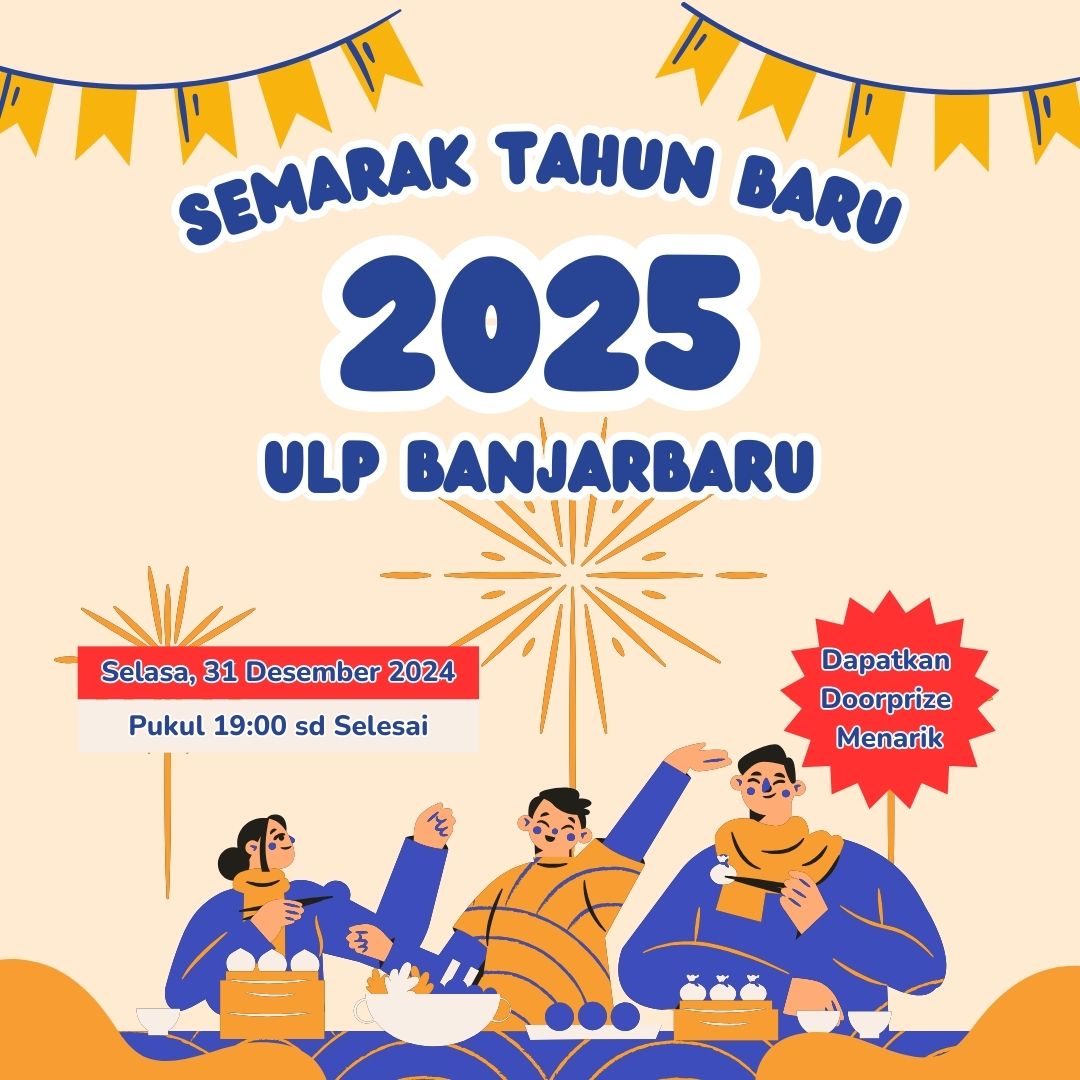 SEMARAK TAHUN BARU
2025
ULP BANJARBARU
Selasa, 31 Desember 2024
Pukul 19:00 sd Selesai
Dapatkan
Doorprize
Menarik